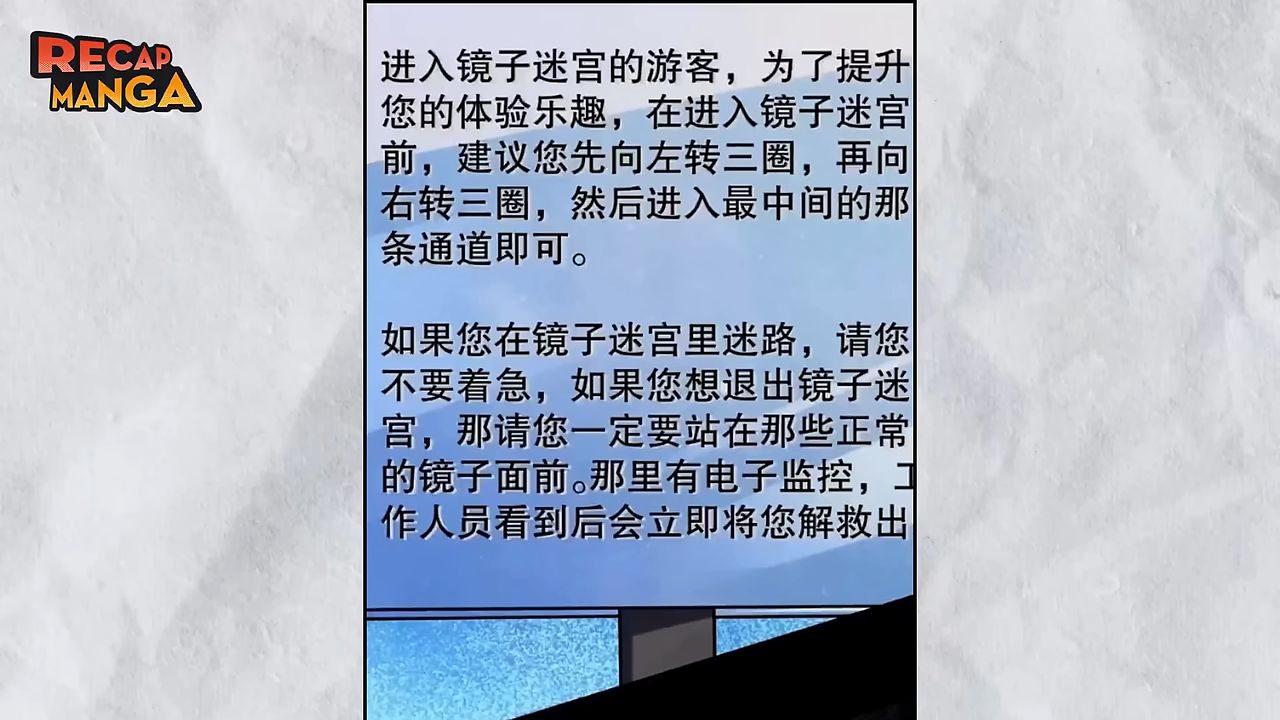 RECAP
MANGA
进入镜子迷宫的游客，为了提升
您的体验乐趣，在进入镜子迷宫
前，建议您先向左转三圈，再向
右转三圈，然后进入最中间的那
条通道即可。
如果您在镜子迷宫里迷路，请您
不要着急，如果您想退出镜子迷
宫，那请您一定要站在那些正常
的镜子面前。那里有电子监控，工
作人员看到后会立即将您解救出